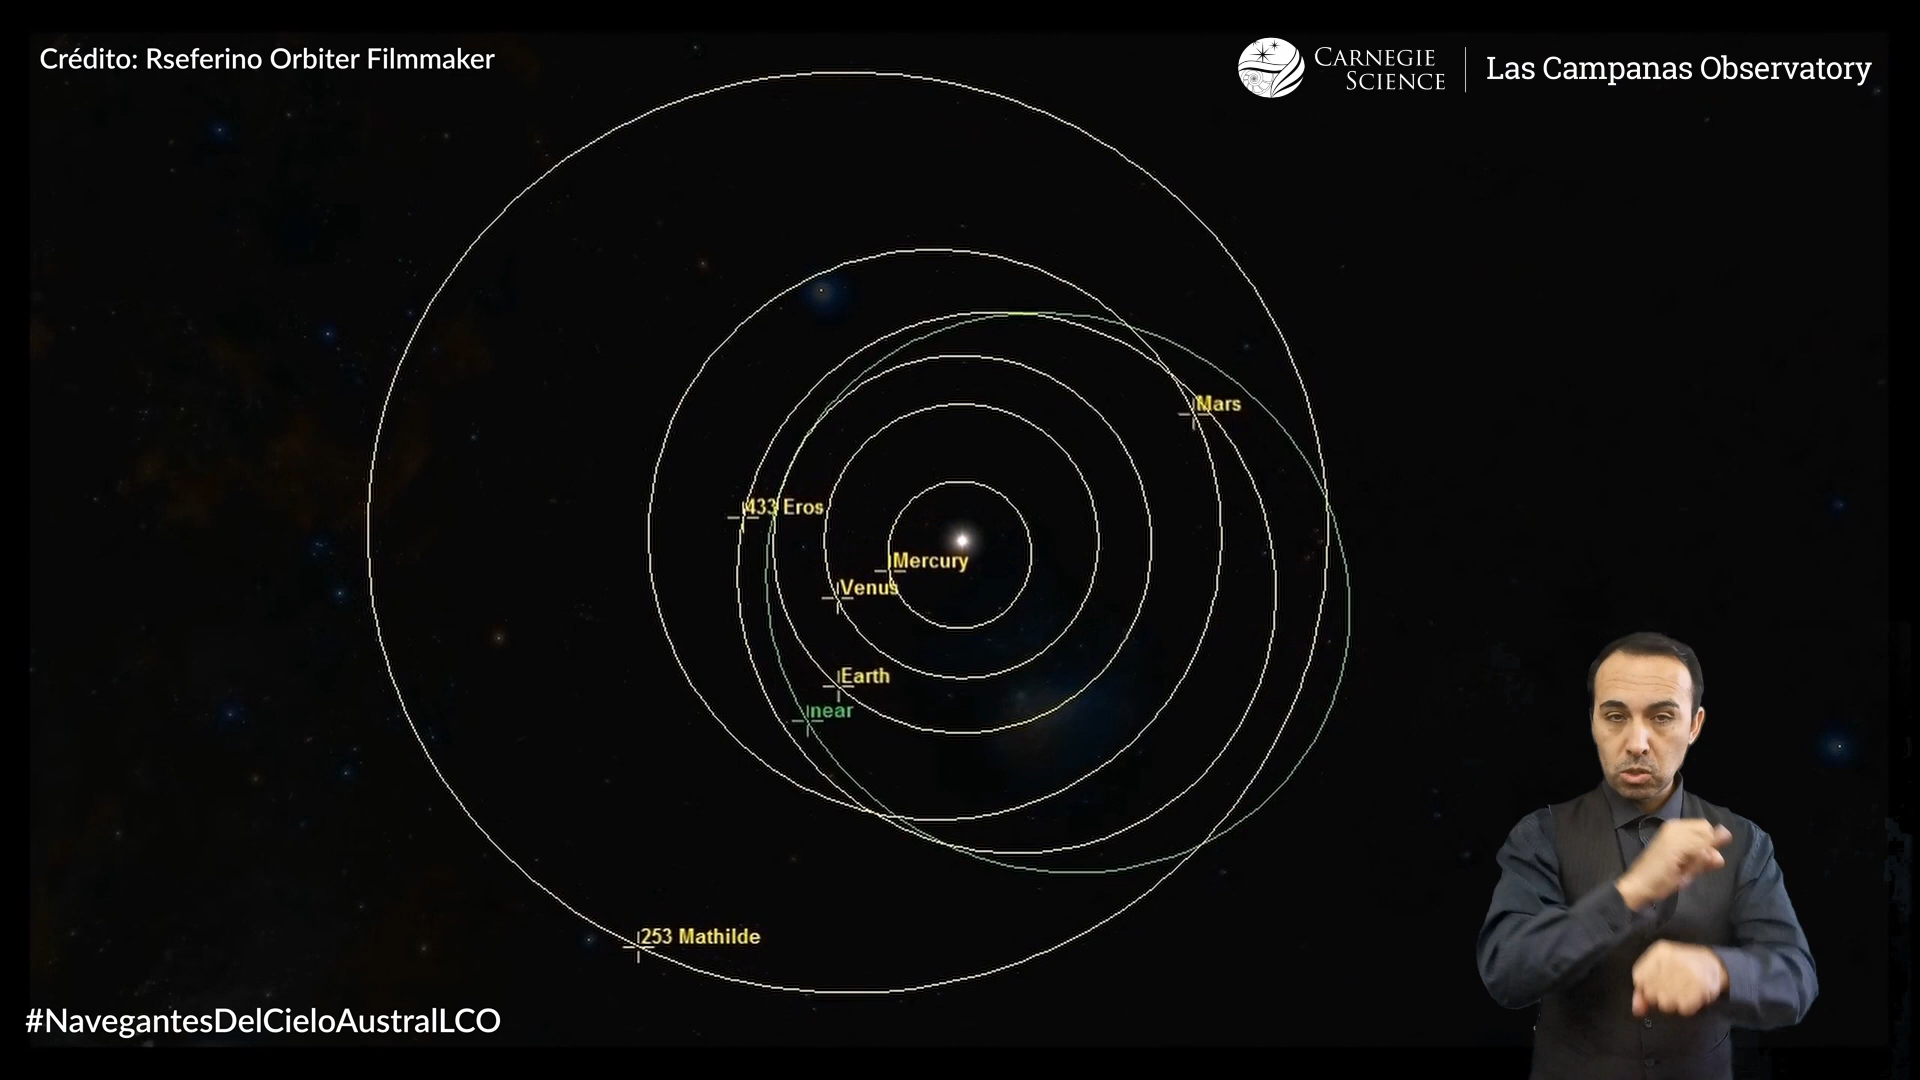 Crédito: Rseferino Orbiter Filmmaker
CARNEGIE
SCIENCE
Las Campanas Observatory
Mars
433 Eros
Mercury
Venus
Earth
near
253 Mathilde
#NavegantesDelCieloAustralLCO